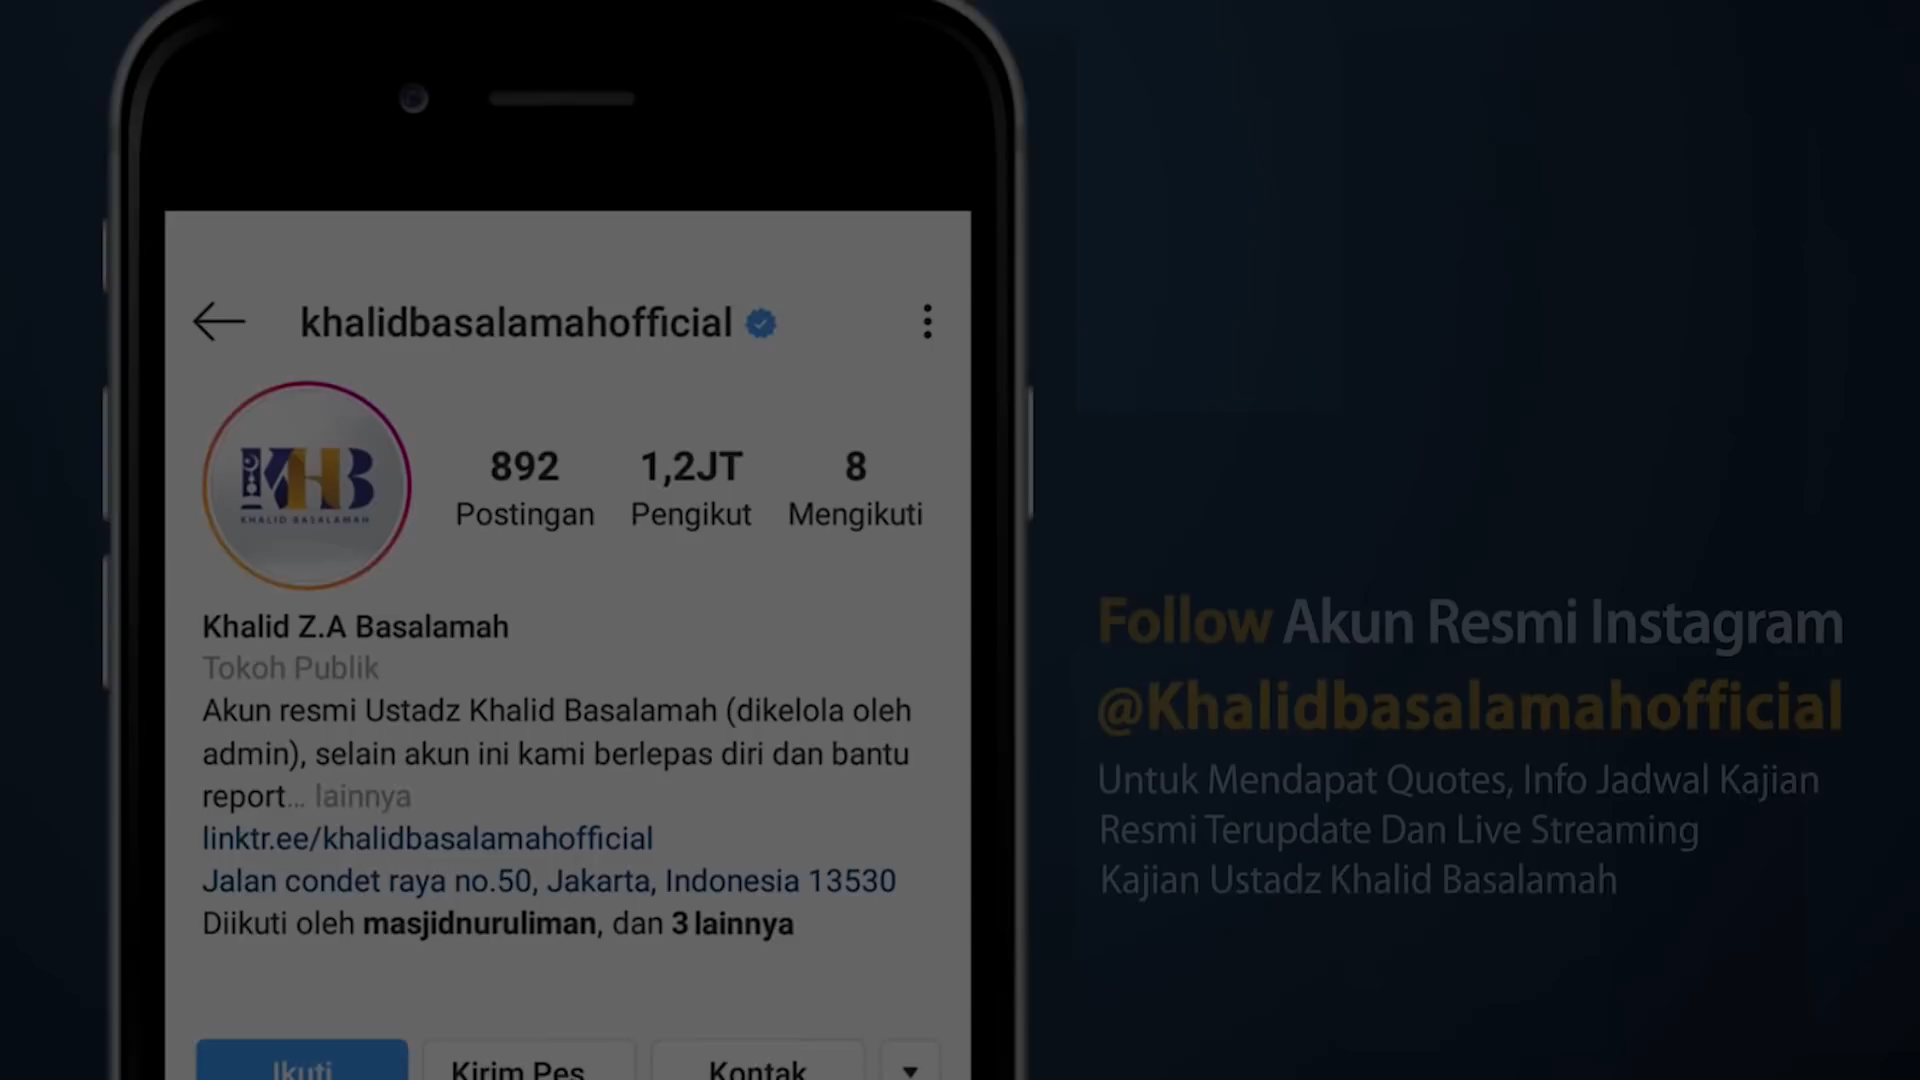 khalidbasalamahofficial
KHB
KHALID BASALAMAH
892 1,2JT 8
Postingan Pengikut Mengikuti
Khalid Z.A Basalamah
Tokoh Publik
Akun resmi Ustadz Khalid Basalamah (dikelola oleh
admin), selain akun ini kami berlepas diri dan bantu
report... lainnya
linktr.ee/khalidbasalamahofficial
Jalan condet raya no.50, Jakarta, Indonesia 13530
Diikuti oleh masjidnuruliman, dan 3 lainnya
Ikuti Kirim Pes Kontak
Follow Akun Resmi Instagram
@Khalidbasalamahofficial
Untuk Mendapat Quotes, Info Jadwal Kajian
Resmi Terupdate Dan Live Streaming
Kajian Ustadz Khalid Basalamah